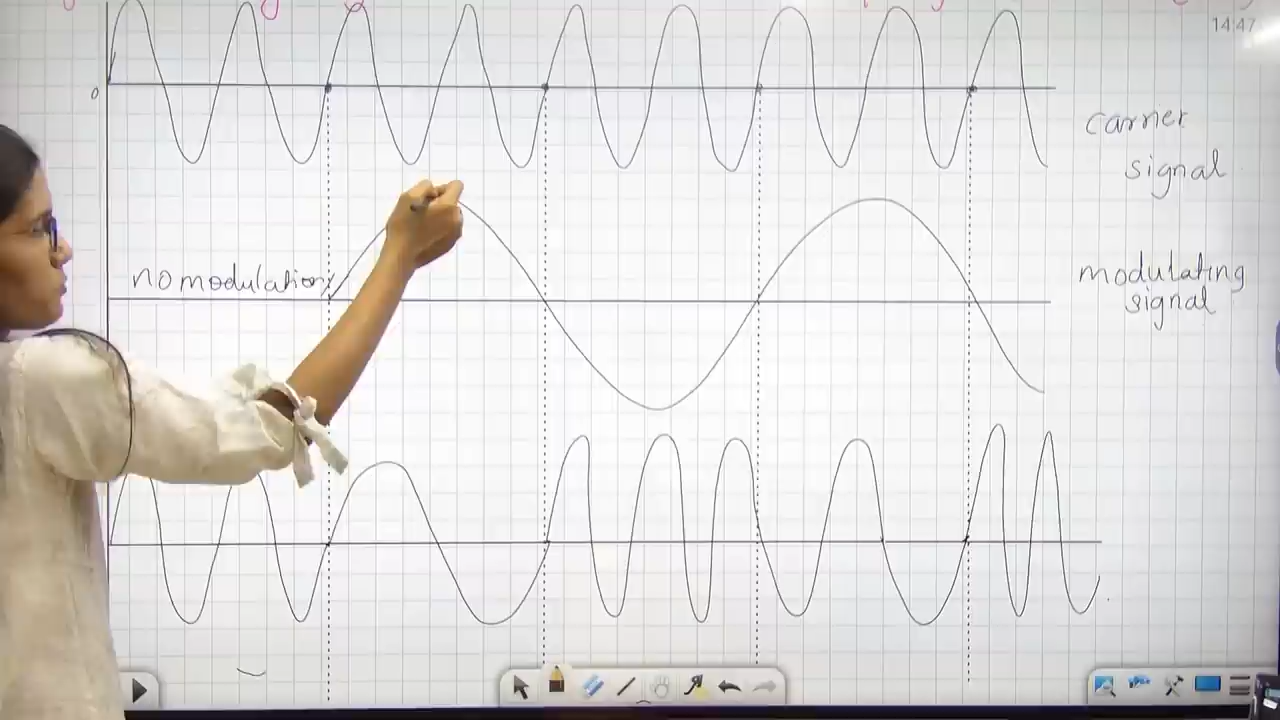 14:47
0
carrier
signal
no modulation
modulating
signal